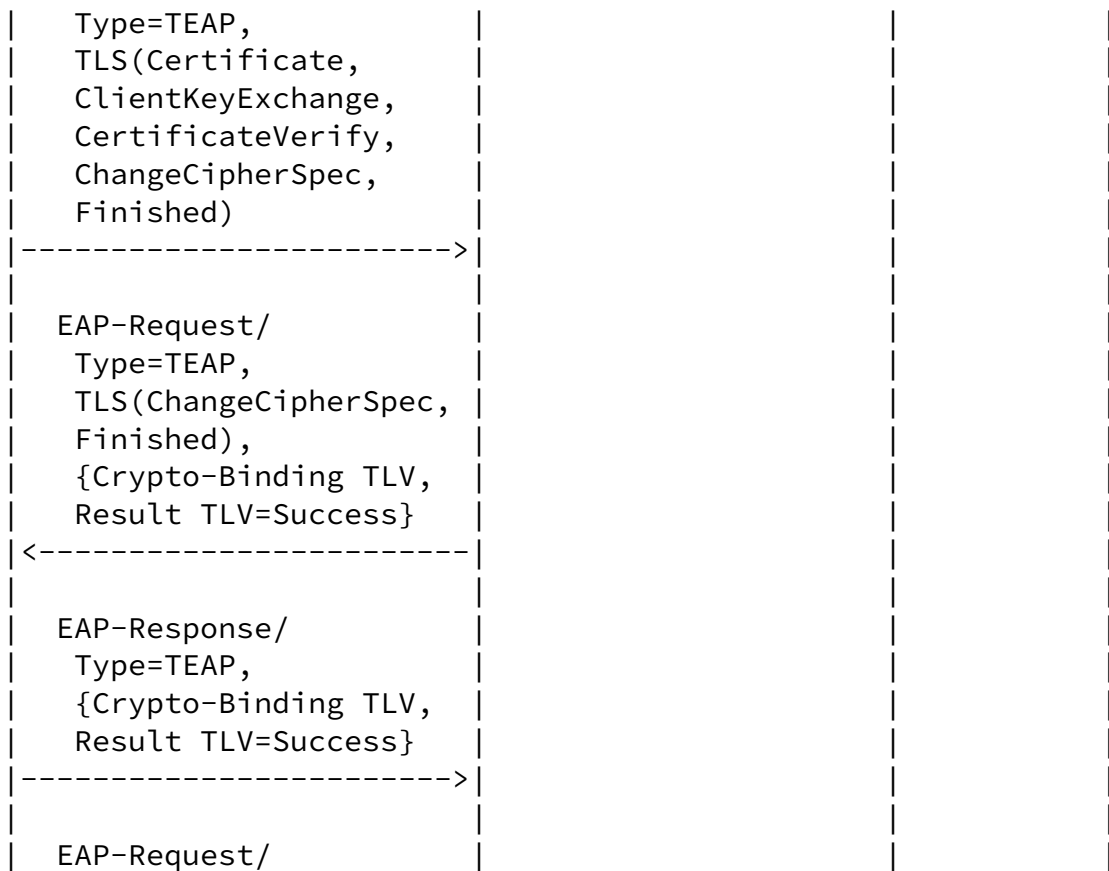 Type=TEAP,
TLS(Certificate,
ClientKeyExchange,
CertificateVerify,
ChangeCipherSpec,
Finished)
------------------------>
EAP-Request/
Type=TEAP,
TLS(ChangeCipherSpec,
Finished),
{Crypto-Binding TLV,
Result TLV=Success}
<------------------------
EAP-Response/
Type=TEAP,
{Crypto-Binding TLV,
Result TLV=Success}
------------------------>
EAP-Request/